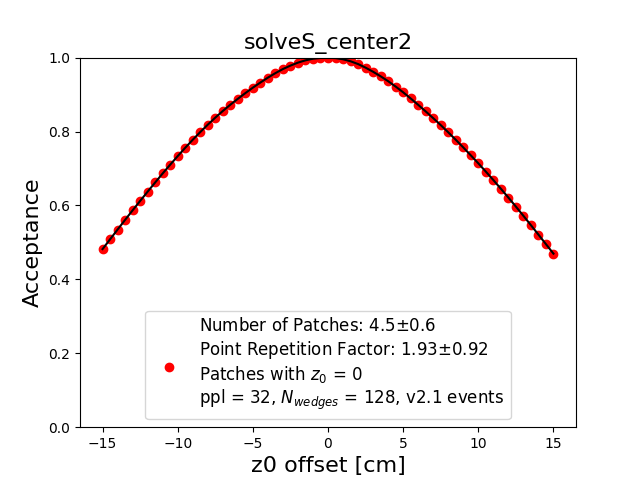 solveS_center2
Acceptance
1.0
0.8
0.6
0.4
0.2
0.0
Number of Patches: 4.5±0.6
Point Repetition Factor: 1.93±0.92
Patches with z₀ = 0
ppl = 32, N_wedges = 128, v2.1 events
−15 −10 −5 0 5 10 15
z0 offset [cm]